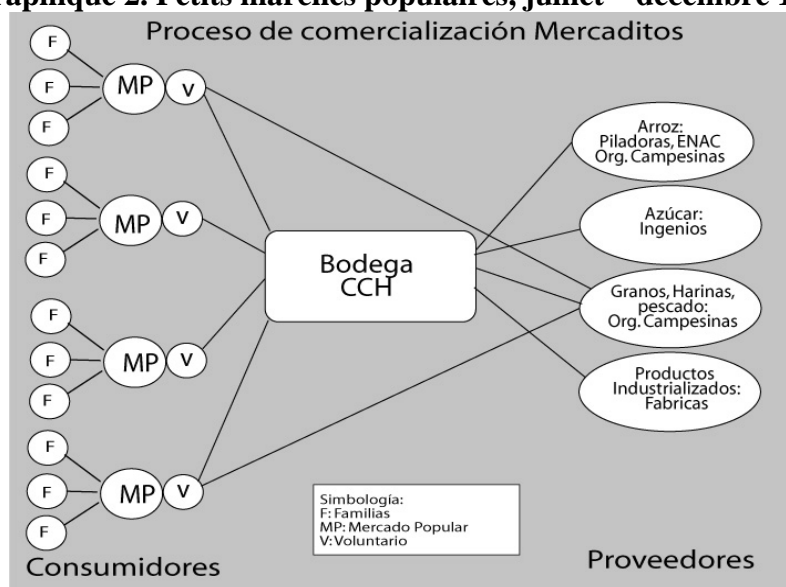 raphique 2. Petits marchés populaires, juillet – décembre 1
Proceso de comercialización Mercaditos
F
F
F
MP
V
F
F
F
MP
V
F
F
F
MP
V
F
F
F
MP
V
Bodega
CCH
Arroz:
Piladoras, ENAC
Org. Campesinas
Azúcar:
Ingenios
Granos, Harinas,
pescado:
Org. Campesinas
Productos
Industrializados:
Fabricas
Simbología:
F: Familias
MP: Mercado Popular
V: Voluntario
Consumidores
Proveedores